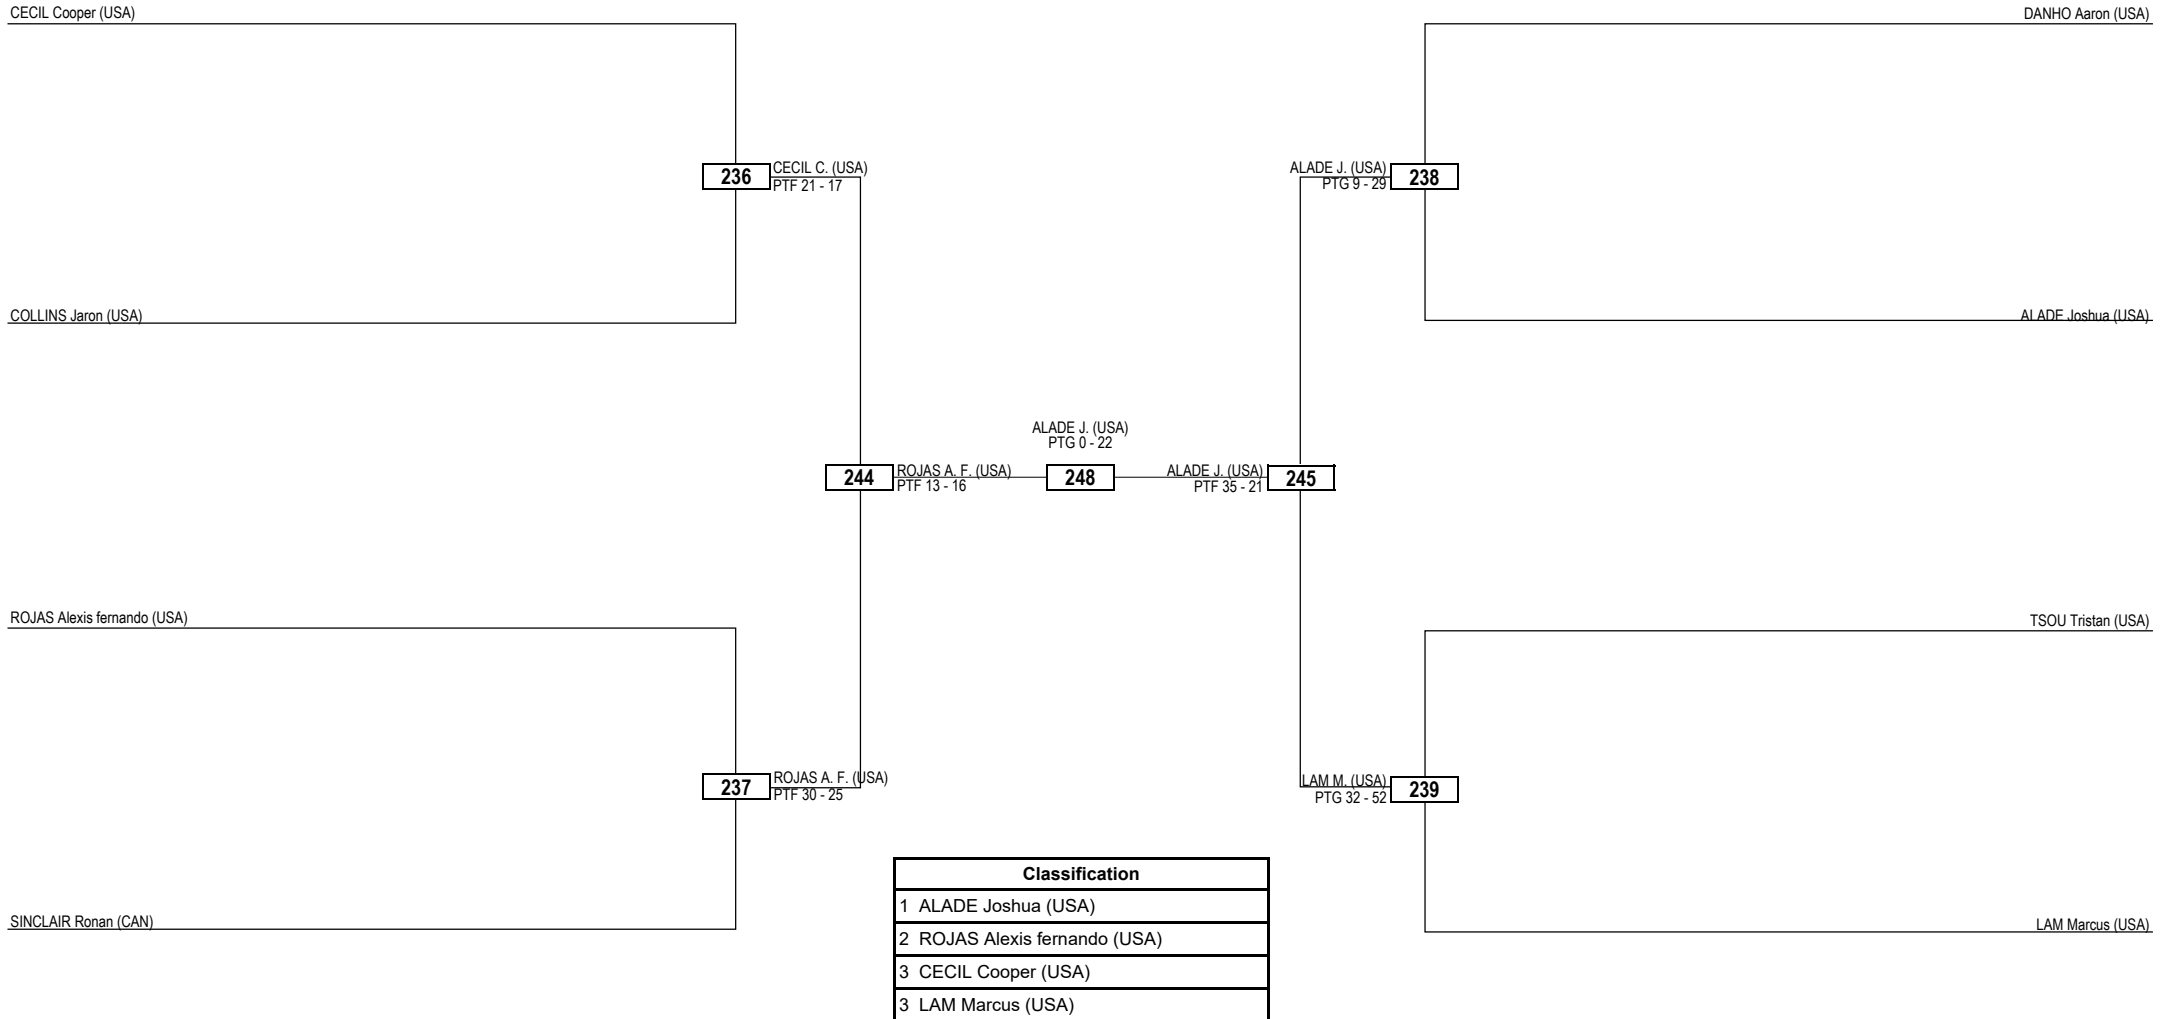 CECIL Cooper (USA)
DANHO Aaron (USA)
236
CECIL C. (USA)
PTF 21 - 17
ALADE J. (USA)
PTG 9 - 29
238
COLLINS Jaron (USA)
ALADE Joshua (USA)
ALADE J. (USA)
PTG 0 - 22
244
ROJAS A. F. (USA)
PTF 13 - 16
248
ALADE J. (USA)
PTF 35 - 21
245
ROJAS Alexis fernando (USA)
TSOU Tristan (USA)
237
ROJAS A. F. (USA)
PTF 30 - 25
LAM M. (USA)
PTG 32 - 52
239
SINCLAIR Ronan (CAN)
LAM Marcus (USA)
Classification
1 ALADE Joshua (USA)
2 ROJAS Alexis fernando (USA)
3 CECIL Cooper (USA)
3 LAM Marcus (USA)